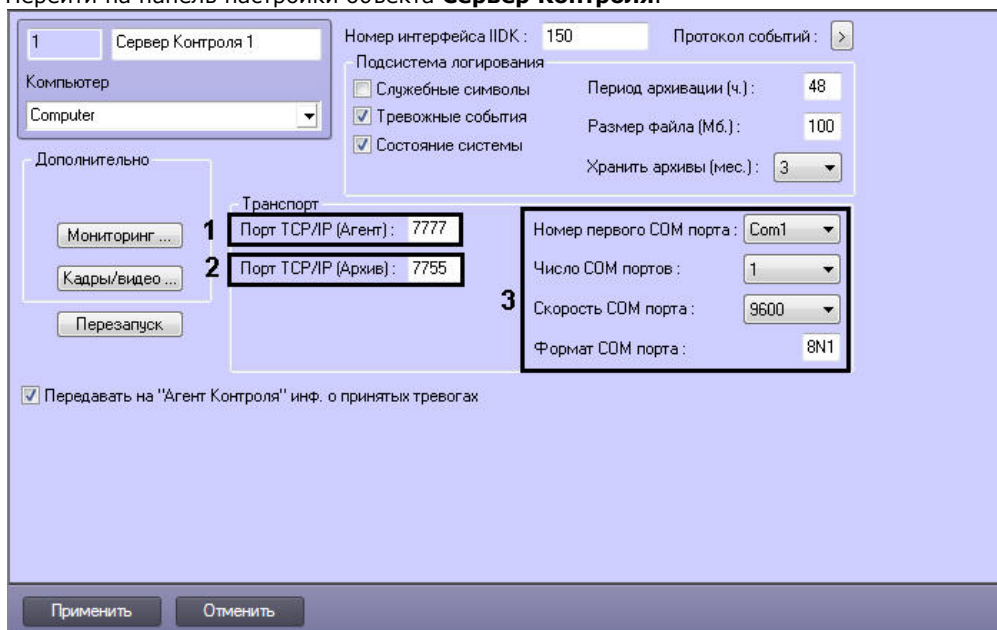 Перейти на панель настройки объекта Сервер Контроля.
1 Сервер Контроля 1
Номер интерфейса IIDK : 150 Протокол событий : >
Компьютер
Computer
Подсистема логирования
Служебные символы
Тревожные события
Состояние системы
Период архивации (ч.) : 48
Размер файла (Мб.) : 100
Хранить архивы (мес.) : 3
Дополнительно
Мониторинг ...
Кадры/видео ...
Перезапуск
Транспорт
1 Порт TCP/IP (Агент) : 7777
2 Порт TCP/IP (Архив) : 7755
3
Номер первого COM порта : Com1
Число COM портов : 1
Скорость COM порта : 9600
Формат COM порта : 8N1
Передавать на "Агент Контроля" инф. о принятых тревогах
Применить Отменить